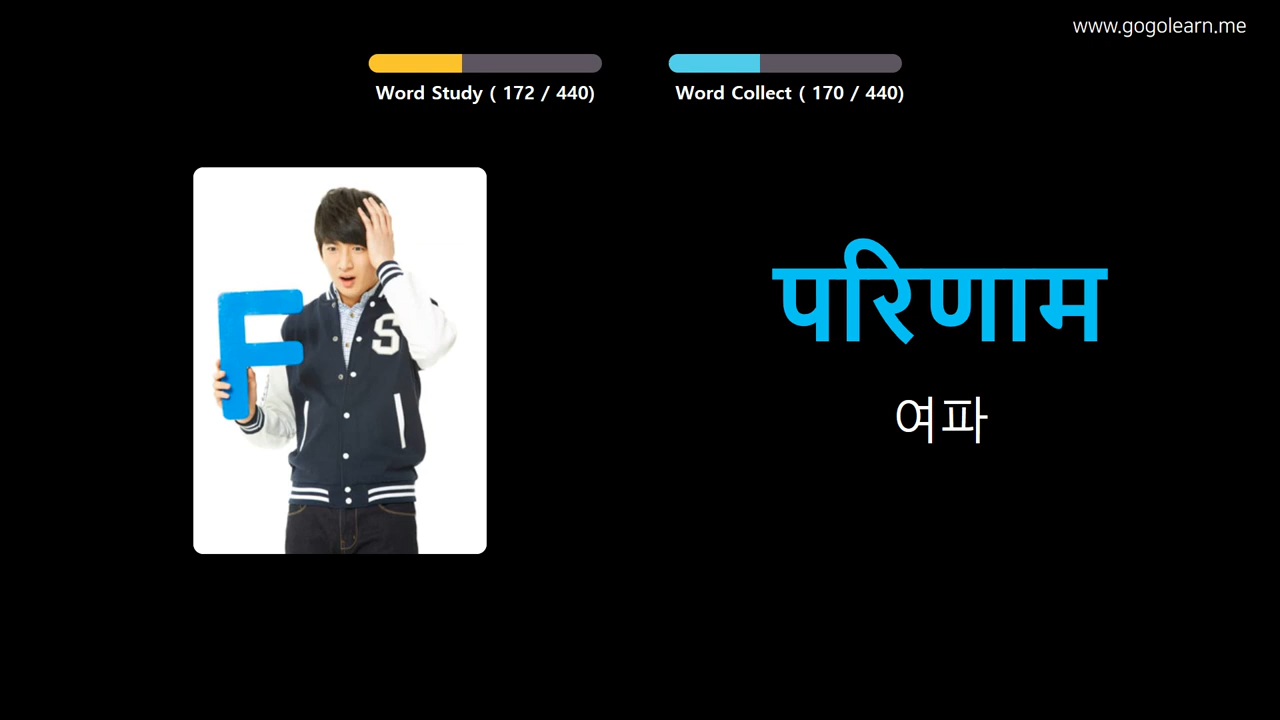 www.gogolearn.me
Word Study ( 172 / 440)
Word Collect ( 170 / 440)
F
S
परिणाम
여파